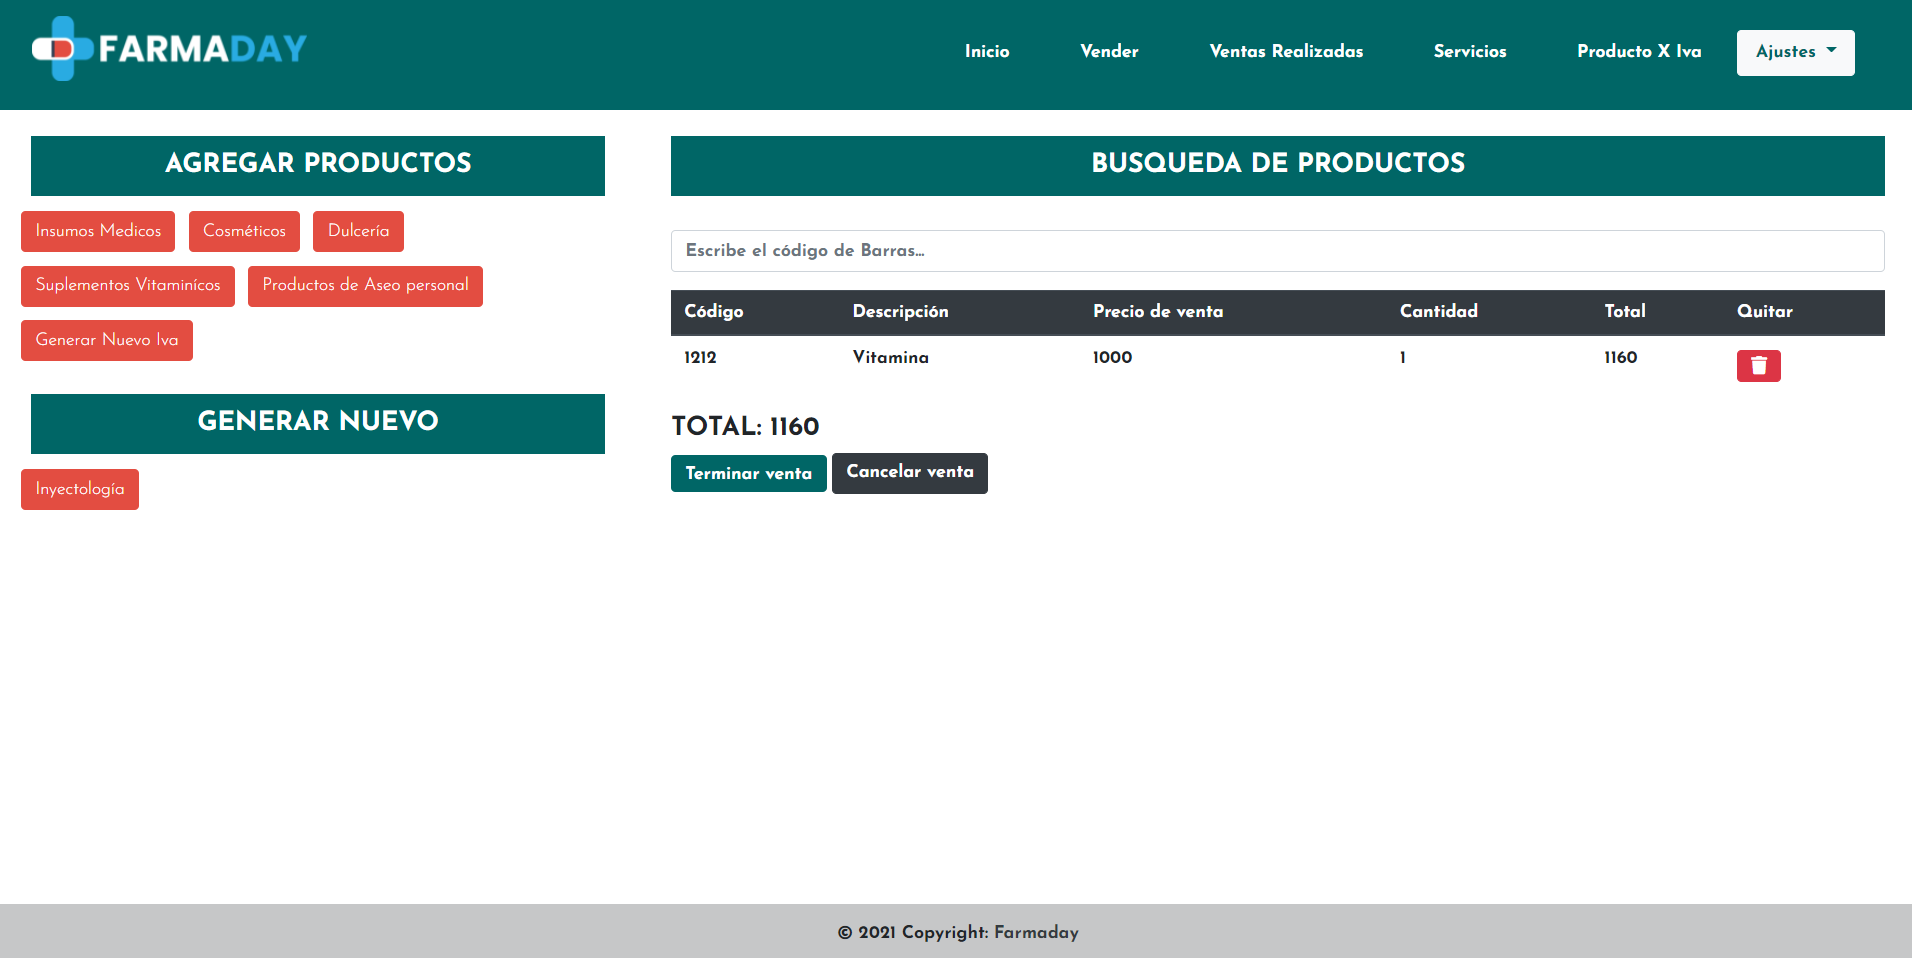 FARMADAY
Inicio Vender Ventas Realizadas Servicios Producto X Iva Ajustes
AGREGAR PRODUCTOS
Insumos Medicos Cosméticos Dulcería
Suplementos Vitaminícos Productos de Aseo personal
Generar Nuevo Iva
GENERAR NUEVO
Inyectología
BUSQUEDA DE PRODUCTOS
Escribe el código de Barras...
Código Descripción Precio de venta Cantidad Total Quitar
1212 Vitamina 1000 1 1160
TOTAL: 1160
Terminar venta Cancelar venta
© 2021 Copyright: Farmaday